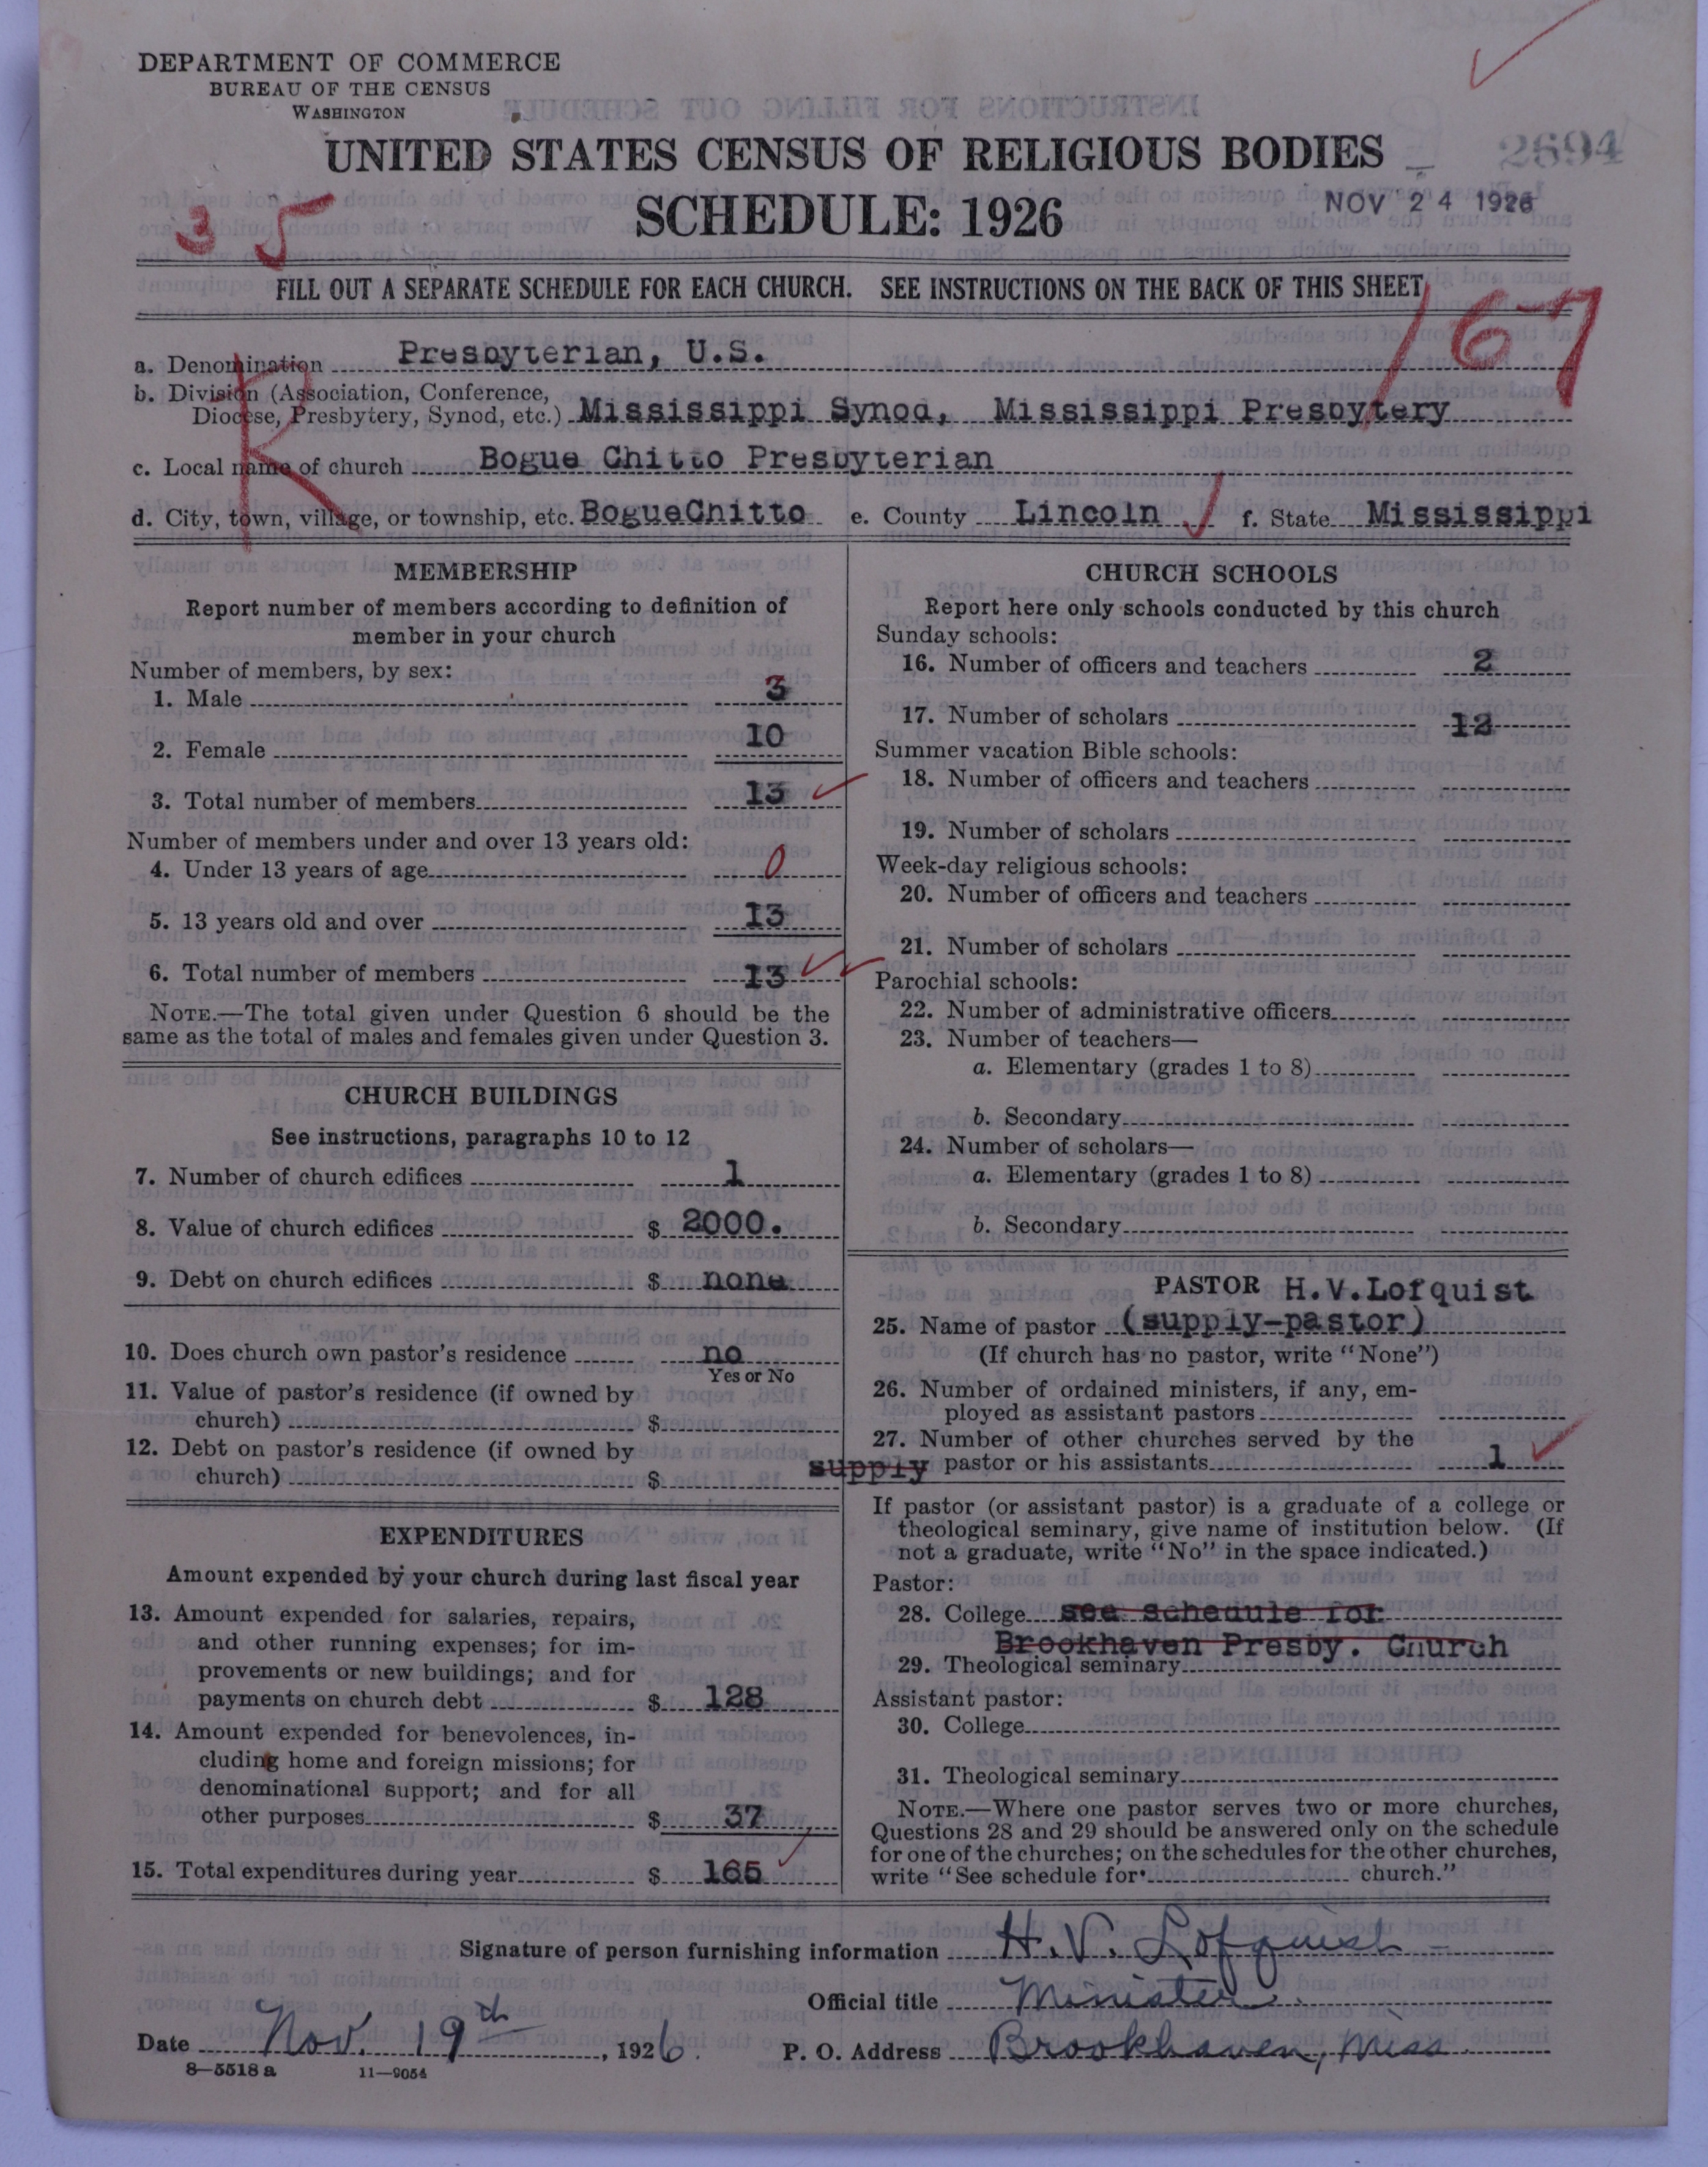 DEPARTMENT OF COMMERCE
BUREAU OF THE CENSUS
WASHINGTON
UNITED STATES CENSUS OF RELIGIOUS BODIES
2694
SCHEDULE: 1926
NOV 24 1926
35
FILL OUT A SEPARATE SCHEDULE FOR EACH CHURCH. SEE INSTRUCTIONS ON THE BACK OF THIS SHEET
167
R
a. Denomination Presbyterian, U.S.
b. Division (Association, Conference,
Diocese, Presbytery, Synod, etc.) Mississippi Synod, Mississippi Presbytery
c. Local name of church Bogue Chitto Presbyterian
d. City, town, village, or township, etc. BogueChitto e. County Lincoln f. State Mississippi
MEMBERSHIP
Report number of members according to definition of
member in your church
Number of members, by sex:
1. Male 3
2. Female 10
3. Total number of members 13
Number of members under and over 13 years old:
4. Under 13 years of age 0
5. 13 years old and over 13
6. Total number of members 13
NOTE.—The total given under Question 6 should be the
same as the total of males and females given under Question 3.
CHURCH BUILDINGS
See instructions, paragraphs 10 to 12
7. Number of church edifices 1
8. Value of church edifices $ 2000.
9. Debt on church edifices $ none
10. Does church own pastor's residence no
Yes or No
11. Value of pastor's residence (if owned by
church) $
12. Debt on pastor's residence (if owned by
church) $
EXPENDITURES
Amount expended by your church during last fiscal year
13. Amount expended for salaries, repairs,
and other running expenses; for im-
provements or new buildings; and for
payments on church debt $ 128
14. Amount expended for benevolences, in-
cluding home and foreign missions; for
denominational support; and for all
other purposes $ 37
15. Total expenditures during year $ 165
CHURCH SCHOOLS
Report here only schools conducted by this church
Sunday schools:
16. Number of officers and teachers 2
17. Number of scholars 12
Summer vacation Bible schools:
18. Number of officers and teachers
19. Number of scholars
Week-day religious schools:
20. Number of officers and teachers
21. Number of scholars
Parochial schools:
22. Number of administrative officers
23. Number of teachers—
a. Elementary (grades 1 to 8)
b. Secondary
24. Number of scholars—
a. Elementary (grades 1 to 8)
b. Secondary
PASTOR H.V.Lofquist
25. Name of pastor (supply-pastor)
(If church has no pastor, write "None")
26. Number of ordained ministers, if any, em-
ployed as assistant pastors
27. Number of other churches served by the
supply pastor or his assistants 1
If pastor (or assistant pastor) is a graduate of a college or
theological seminary, give name of institution below. (If
not a graduate, write "No" in the space indicated.)
Pastor:
28. College see schedule for
Brookhaven Presby. Church
29. Theological seminary
Assistant pastor:
30. College
31. Theological seminary
NOTE.—Where one pastor serves two or more churches,
Questions 28 and 29 should be answered only on the schedule
for one of the churches; on the schedules for the other churches,
write "See schedule for church."
Signature of person furnishing information H.V. Lofquist
Official title Minister
Date Nov. 19th, 1926. P. O. Address Brookhaven, Miss.
8—5518 a 11—9054